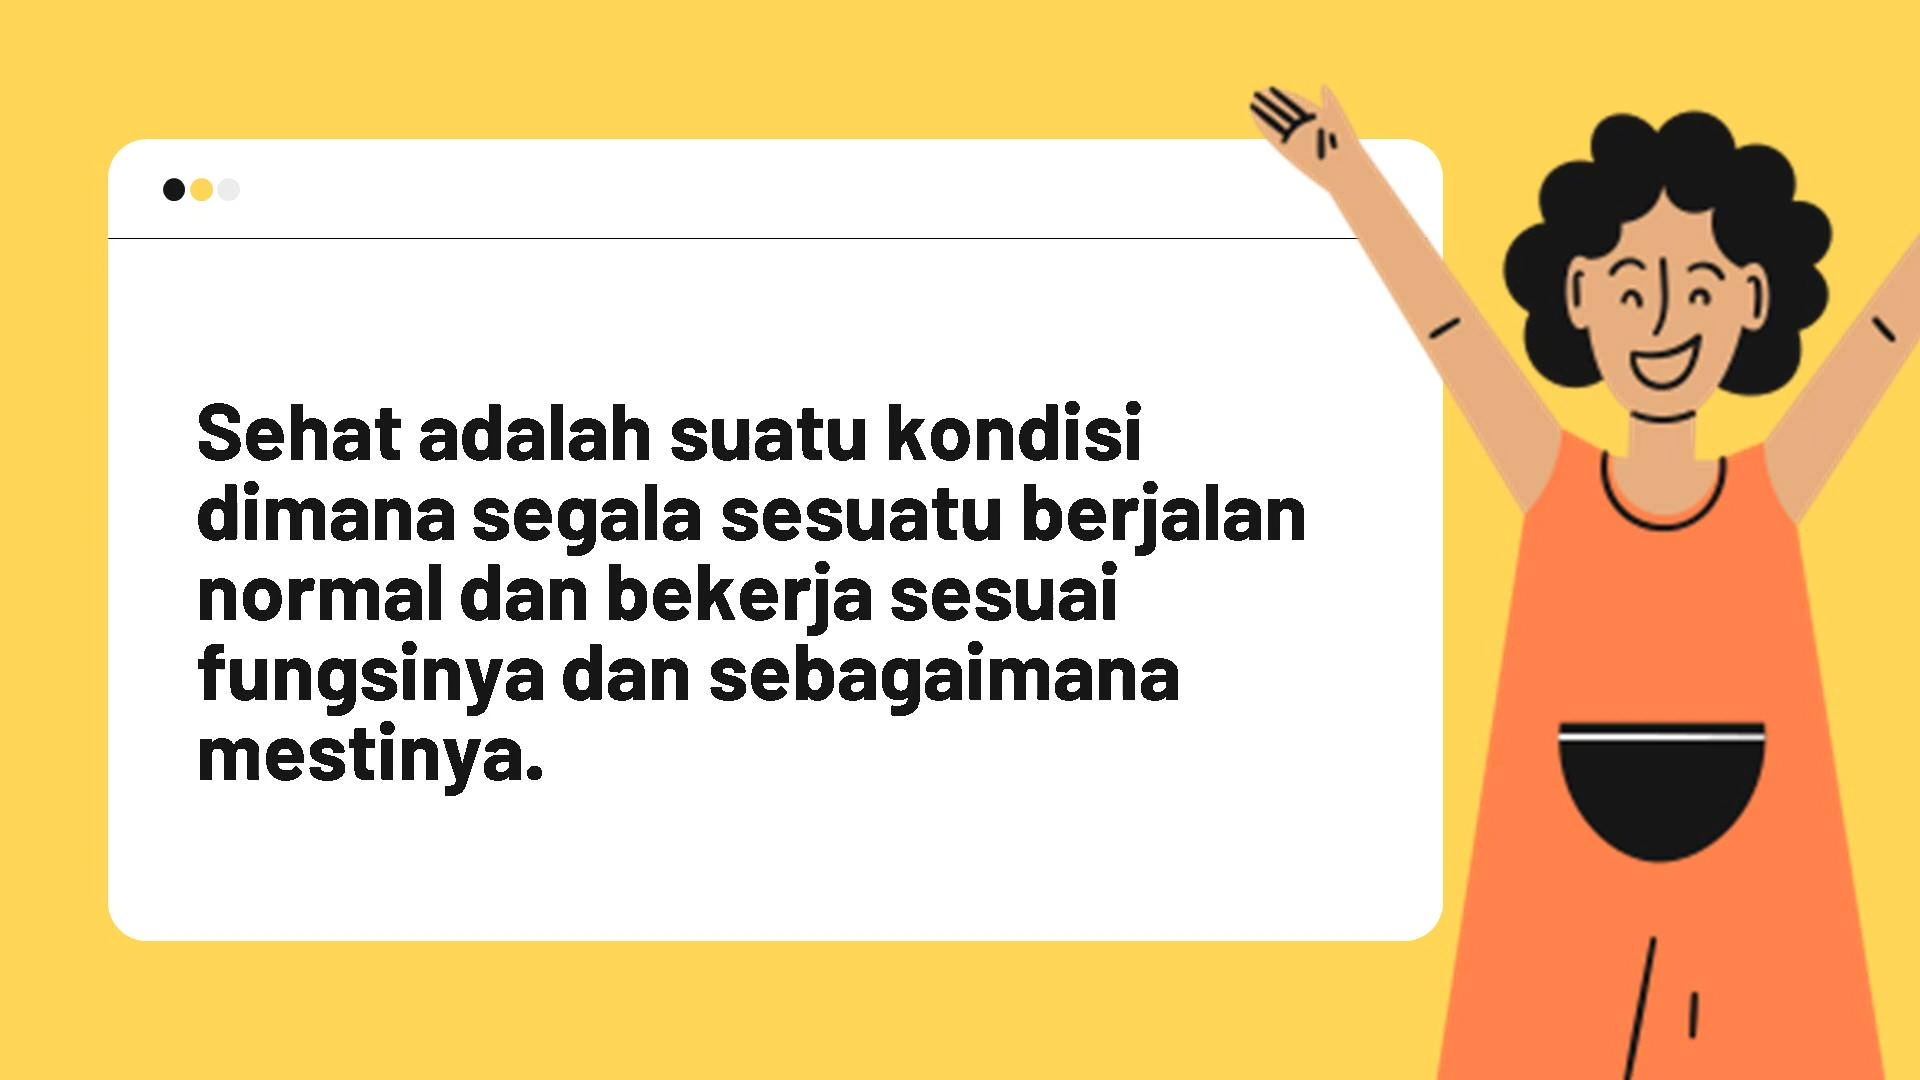 Sehat adalah suatu kondisi
dimana segala sesuatu berjalan
normal dan bekerja sesuai
fungsinya dan sebagaimana
mestinya.